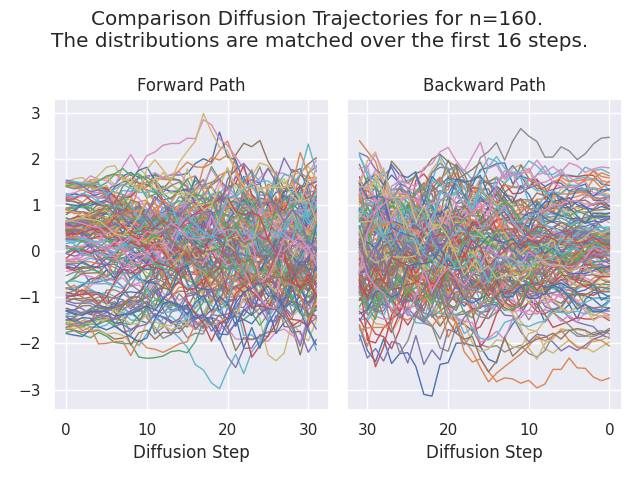 Comparison Diffusion Trajectories for n=160.
The distributions are matched over the first 16 steps.
Forward Path
Backward Path
3
2
1
0
−1
−2
−3
0 10 20 30
30 20 10 0
Diffusion Step
Diffusion Step